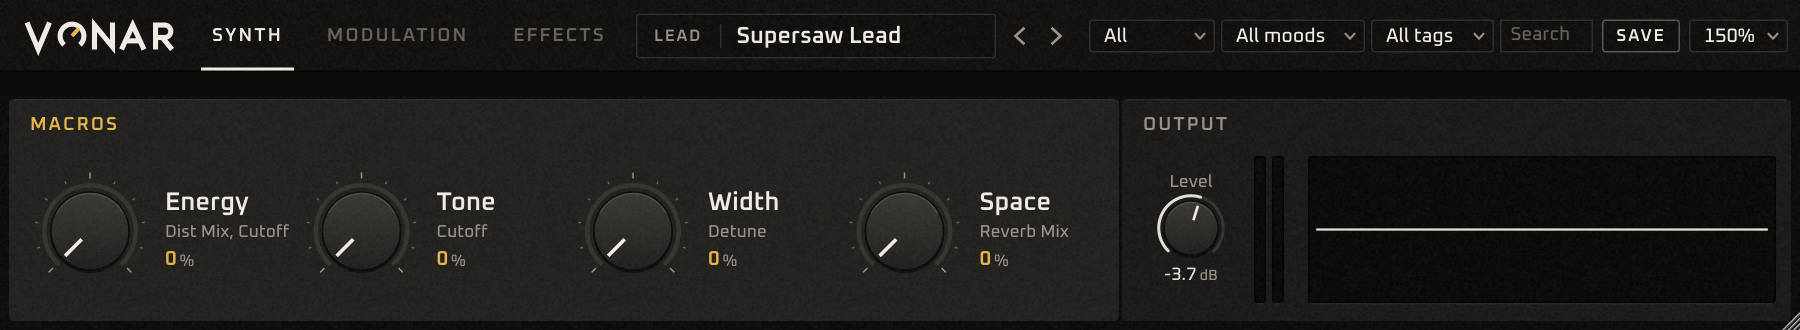 VONAR SYNTH MODULATION EFFECTS LEAD Supersaw Lead All All moods All tags Search SAVE 150%
MACROS OUTPUT
Energy
Dist Mix, Cutoff
0 %
Tone
Cutoff
0 %
Width
Detune
0 %
Space
Reverb Mix
0 %
Level
-3.7 dB